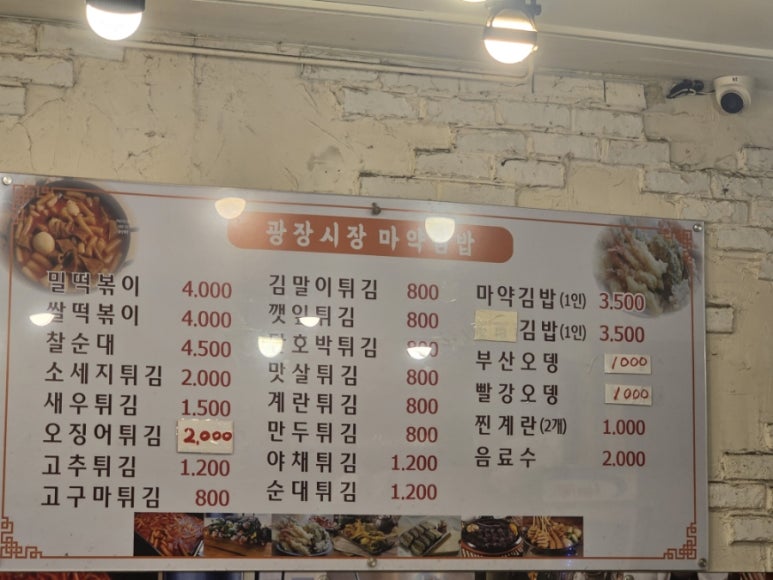 광장시장 마약김밥
밀떡볶이 4.000
쌀떡볶이 4.000
찰순대 4.500
소세지튀김 2.000
새우튀김 1.500
오징어튀김 2,000
고추튀김 1.200
고구마튀김 800
김말이튀김 800
깻잎튀김 800
단호박튀김 800
맛살튀김 800
계란튀김 800
만두튀김 800
야채튀김 1.200
순대튀김 1.200
마약김밥(1인) 3.500
김밥(1인) 3.500
부산오뎅 1000
빨강오뎅 1000
찐계란(2개) 1.000
음료수 2.000